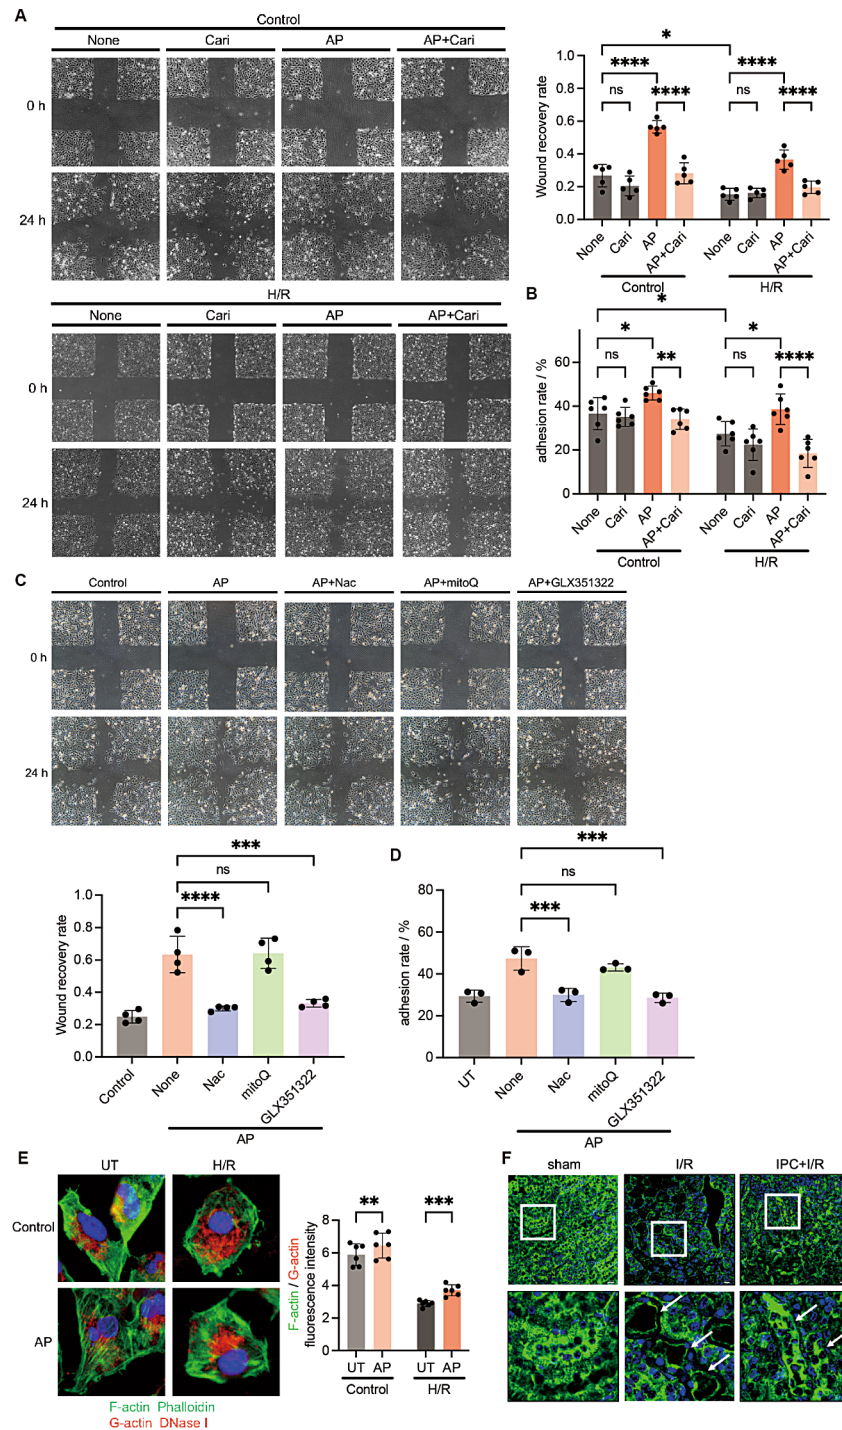 A
Control
None Cari AP AP+Cari
0 h
24 h
H/R
None Cari AP AP+Cari
0 h
24 h
Wound recovery rate
1.0
0.8
0.6
0.4
0.2
0.0
*
**** ****
ns **** ns ****
None Cari AP AP+Cari None Cari AP AP+Cari
Control H/R
B
adhesion rate / %
60
40
20
0
*
* *
ns ** ns ****
None Cari AP AP+Cari None Cari AP AP+Cari
Control H/R
C
Control AP AP+Nac AP+mitoQ AP+GLX351322
0 h
24 h
Wound recovery rate
1.0
0.8
0.6
0.4
0.2
0.0
***
ns
****
Control None Nac mitoQ GLX351322
AP
D
adhesion rate / %
80
60
40
20
0
***
ns
***
UT None Nac mitoQ GLX351322
AP
E
UT H/R
Control
AP
F-actin Phalloidin
G-actin DNase I
F-actin / G-actin
fluorescence intensity
8
6
4
2
0
** ***
UT AP UT AP
Control H/R
F
sham I/R IPC+I/R